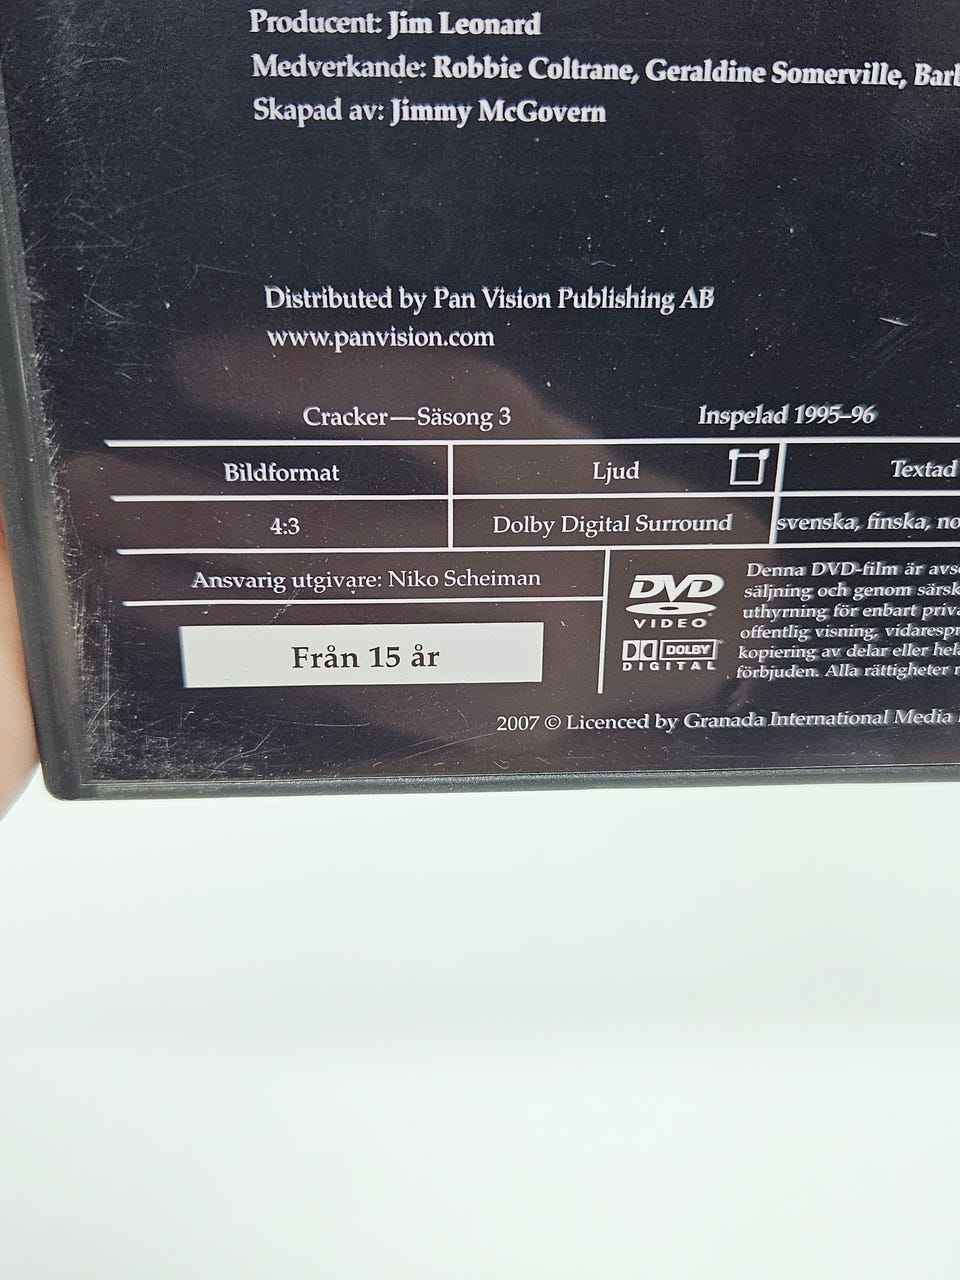 Producent: Jim Leonard
Medverkande: Robbie Coltrane, Geraldine Somerville,
Skapad av: Jimmy McGovern
Distributed by Pan Vision Publishing AB
www.panvision.com
Cracker—Säsong 3 Inspelad 1995–96
Bildformat Ljud Textad
4:3 Dolby Digital Surround svenska, finska,
Ansvarig utgivare: Niko Scheiman
Från 15 år
DVD
VIDEO
DOLBY
DIGITAL
Denna DVD-film är
säljning och genom
uthyrning för enbart
offentlig visning,
kopiering av delar eller
förbjuden. Alla rättigheter
2007 © Licenced by Granada International Media